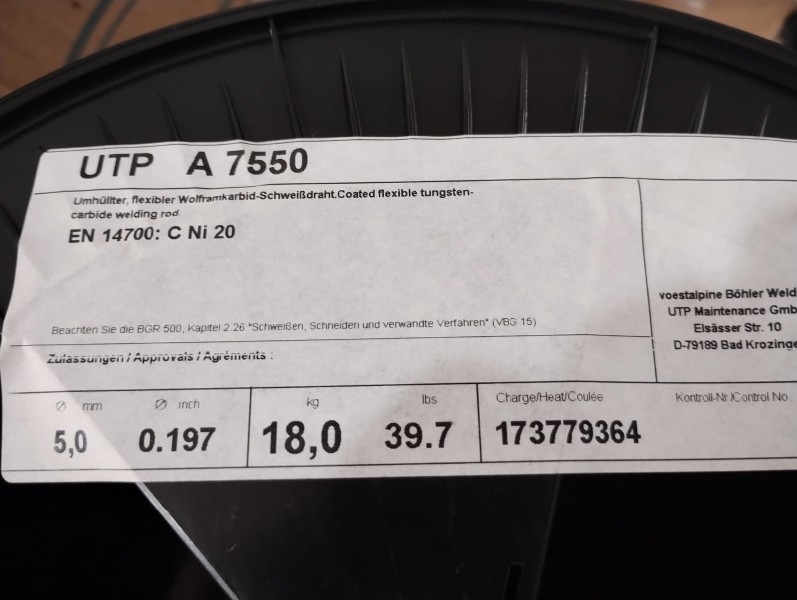 UTP A 7550
Umhüllter, flexibler Wolframkarbid-Schweißdraht.Coated flexible tungsten-
carbide welding rod.
EN 14700: C Ni 20
Beachten Sie die BGR 500, Kapitel 2.26 "Schweißen, Schneiden und verwandte Verfahren" (VBG 15)
voestalpine Böhler Weld
UTP Maintenance Gmb
Elsässer Str. 10
D-79189 Bad Krozinge
Zulassungen / Approvals / Agréments :
Ø mm Ø inch kg lbs Charge/Heat/Coulée Kontroll-Nr./Control No.
5,0 0.197 18,0 39.7 173779364